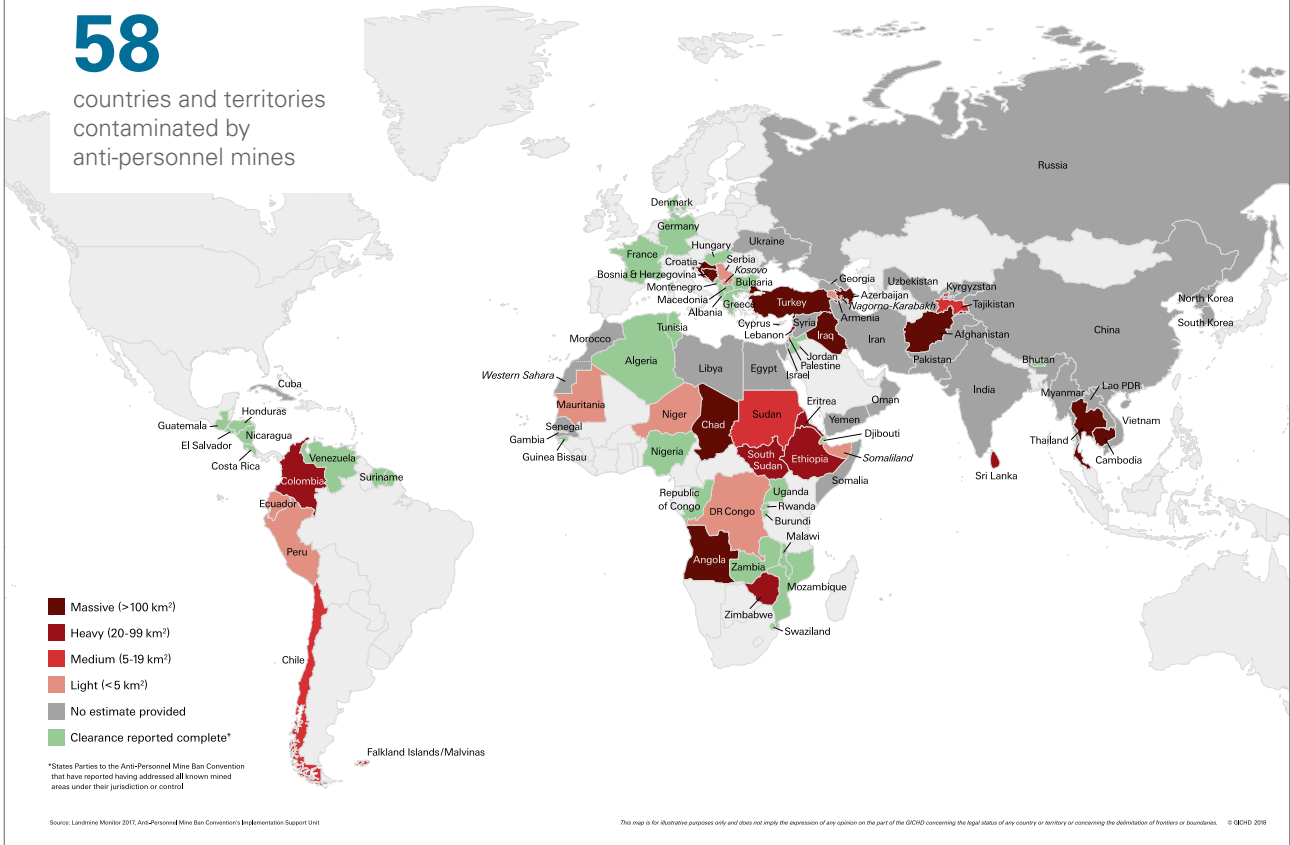 58
countries and territories
contaminated by
anti-personnel mines
Russia
Denmark
Germany
Ukraine
Hungary
France
Croatia
Serbia
Kosovo
Bosnia & Herzegovina
Bulgaria
Montenegro
Macedonia
Greece
Albania
Georgia
Uzbekistan
Kyrgyzstan
Azerbaijan
Nagorno-Karabakh
Tajikistan
Turkey
Armenia
North Korea
South Korea
China
Tunisia
Cyprus
Syria
Lebanon
Iraq
Iran
Afghanistan
Morocco
Algeria
Jordan
Palestine
Israel
Pakistan
Bhutan
Libya
Egypt
Western Sahara
Cuba
India
Myanmar
Lao PDR
Oman
Mauritania
Niger
Chad
Sudan
Eritrea
Yemen
Vietnam
Honduras
Guatemala
El Salvador
Nicaragua
Costa Rica
Senegal
Gambia
Guinea Bissau
Djibouti
Thailand
Cambodia
Venezuela
Suriname
Colombia
Nigeria
South
Sudan
Ethiopia
Somaliland
Somalia
Sri Lanka
Ecuador
Republic
of Congo
Uganda
Rwanda
DR Congo
Burundi
Malawi
Peru
Angola
Zambia
Mozambique
Zimbabwe
Swaziland
Massive (>100 km²)
Heavy (20-99 km²)
Medium (5-19 km²)
Chile
Light (<5 km²)
No estimate provided
Clearance reported complete*
Falkland Islands/Malvinas
*States Parties to the Anti-Personnel Mine Ban Convention
that have reported having addressed all known mined
areas under their jurisdiction or control
Source: Landmine Monitor 2017, Anti-Personnel Mine Ban Convention's Implementation Support Unit
This map is for illustrative purposes only and does not imply the expression of any opinion on the part of the GICHD concerning the legal status of any country or territory or concerning the delimitation of frontiers or boundaries. © GICHD 2018